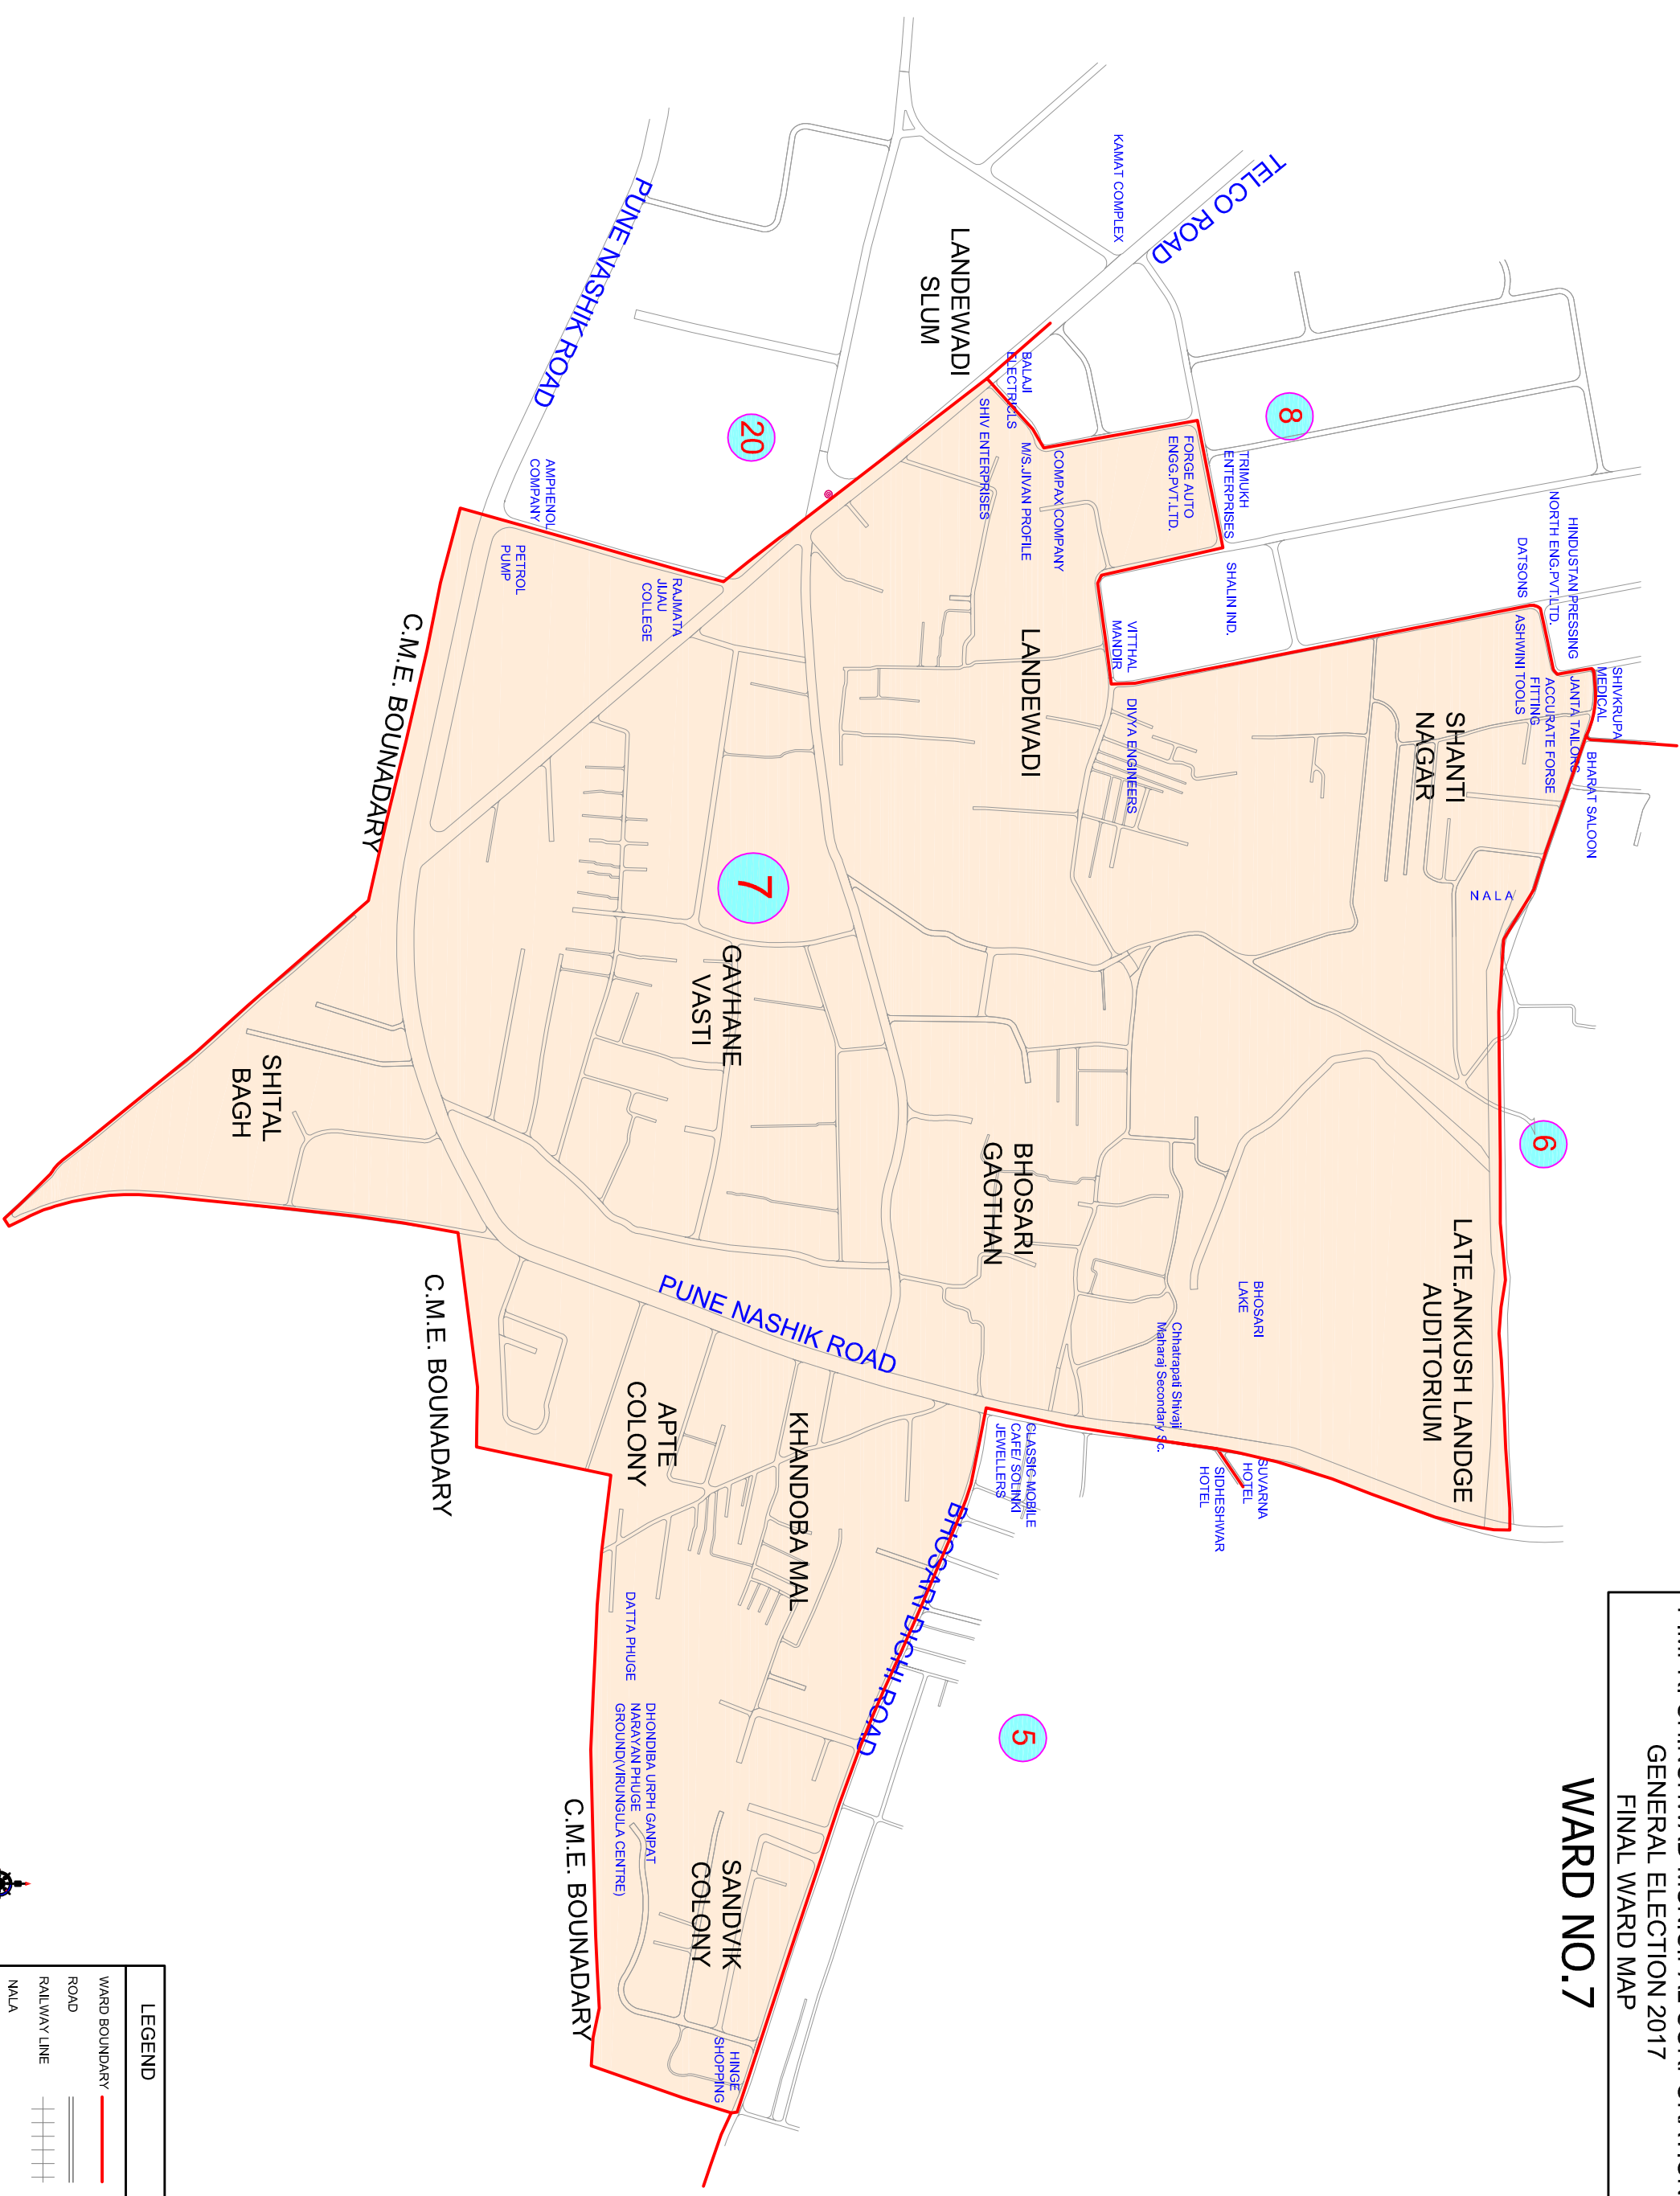 GENERAL ELECTION 2017
FINAL WARD MAP
WARD NO.7
TELCO ROAD
KAMAT COMPLEX
LANDEWADI
SLUM
PUNE NASHIK ROAD
8
20
BALAJI
ELECTRICLS
SHIV ENTERPRISES
M/S.JIVAN PROFILE
COMPAX COMPANY
FORGE AUTO
ENGG.PVT.LTD.
TRIMUKH
ENTERPRISES
SHALIN IND.
HINDUSTAN PRESSING
NORTH ENG.PVT.LTD.
DATSONS
ASHWINI TOOLS
ACCURATE FORSE
FITTING
JANTA TAILORS
SHIVKRUPA
MEDICAL
BHARAT SALOON
AMPHENOL
COMPANY
PETROL
PUMP
RAJMATA
JIJAU
COLLEGE
VITTHAL
MANDIR
DIVYA ENGINEERS
LANDEWADI
SHANTI
NAGAR
NALA
C.M.E. BOUNADARY
7
GAVHANE
VASTI
SHITAL
BAGH
6
BHOSARI
GAOTHAN
LATE.ANKUSH LANDGE
AUDITORIUM
BHOSARI
LAKE
Chhatrapati Shivaji
Maharaj Secondary Sc.
PUNE NASHIK ROAD
C.M.E. BOUNADARY
APTE
COLONY
KHANDOBA MAL
CLASSIC MOBILE
CAFE/ SOLINKI
JEWELLERS
SUVARNA
HOTEL
SIDHESHWAR
HOTEL
BHOSARI DIGHI ROAD
5
DATTA PHUGE
DHONDIBA URPH GANPAT
NARAYAN PHUGE
GROUND(VIRUNGULA CENTRE)
C.M.E. BOUNADARY
SANDVIK
COLONY
HINGE
SHOPPING
LEGEND
WARD BOUNDARY
ROAD
RAILWAY LINE
NALA